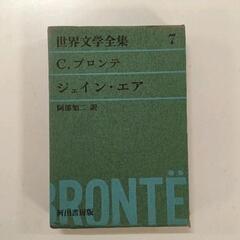 世界文学全集 7
C.ブロンテ
ジェイン・エア
阿部知二 訳
BRONTË
河出書房版